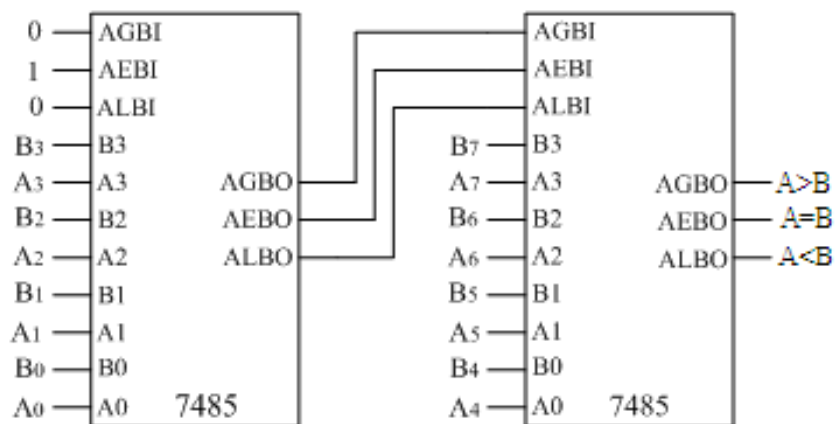 0 AGBI AGBI
1 AEBI AEBI
0 ALBI ALBI
B3 B3 B7 B3
A3 A3 AGBO A7 A3 AGBO A>B
B2 B2 AEBO B6 B2 AEBO A=B
A2 A2 ALBO A6 A2 ALBO A<B
B1 B1 B5 B1
A1 A1 A5 A1
B0 B0 B4 B0
A0 A0 7485 A4 A0 7485